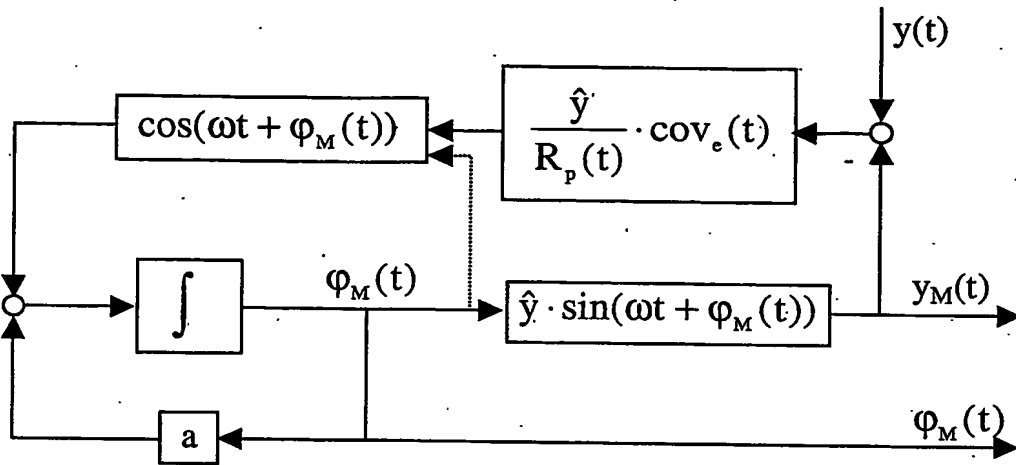 y(t)
cos(ωt + φ_M(t))
ŷ / R_p(t) · cov_e(t)
-
∫
φ_M(t)
ŷ · sin(ωt + φ_M(t))
y_M(t)
a
φ_M(t)